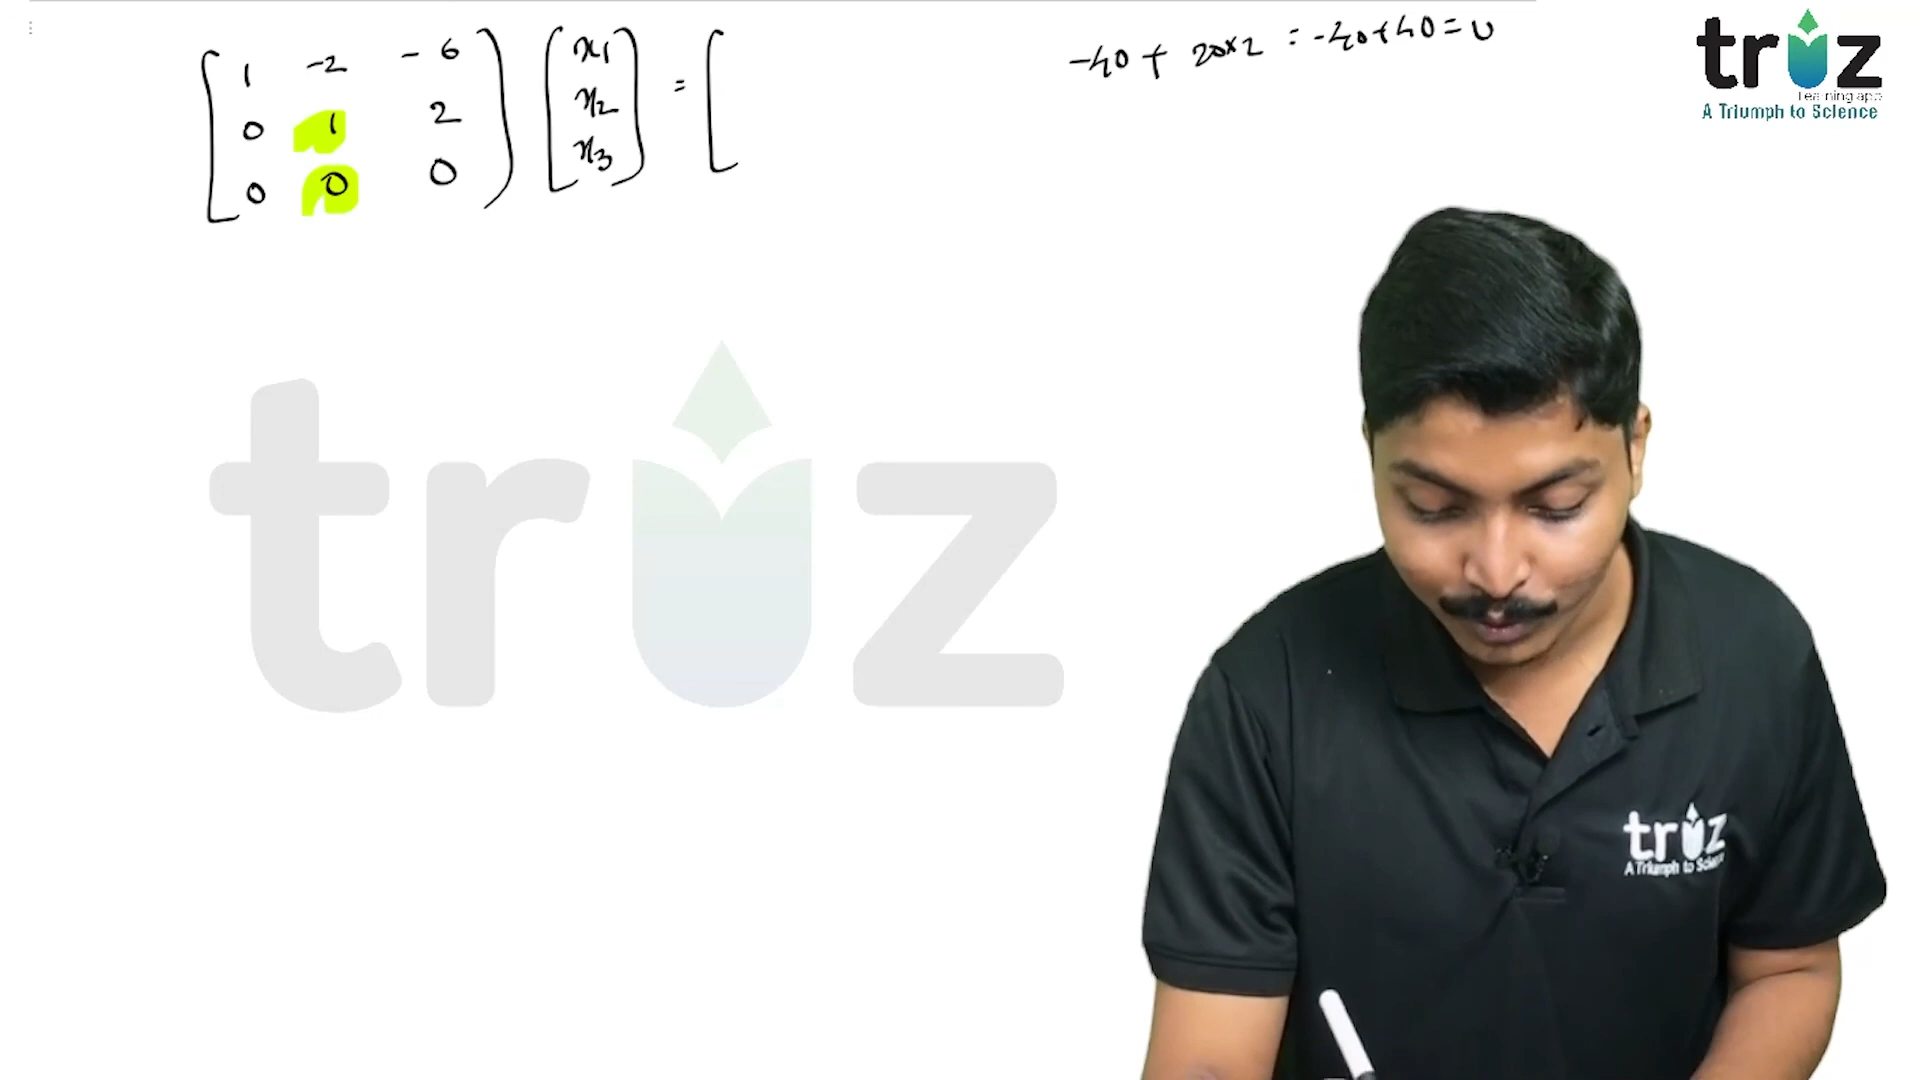 [1 -2 -6] [x1] = [
0 1 2 x2
0 0 0 x3
-40 + 20×2 = -40+40=0
truz
Learning app
A Triumph to Science
truz
truz
A Triumph to Science